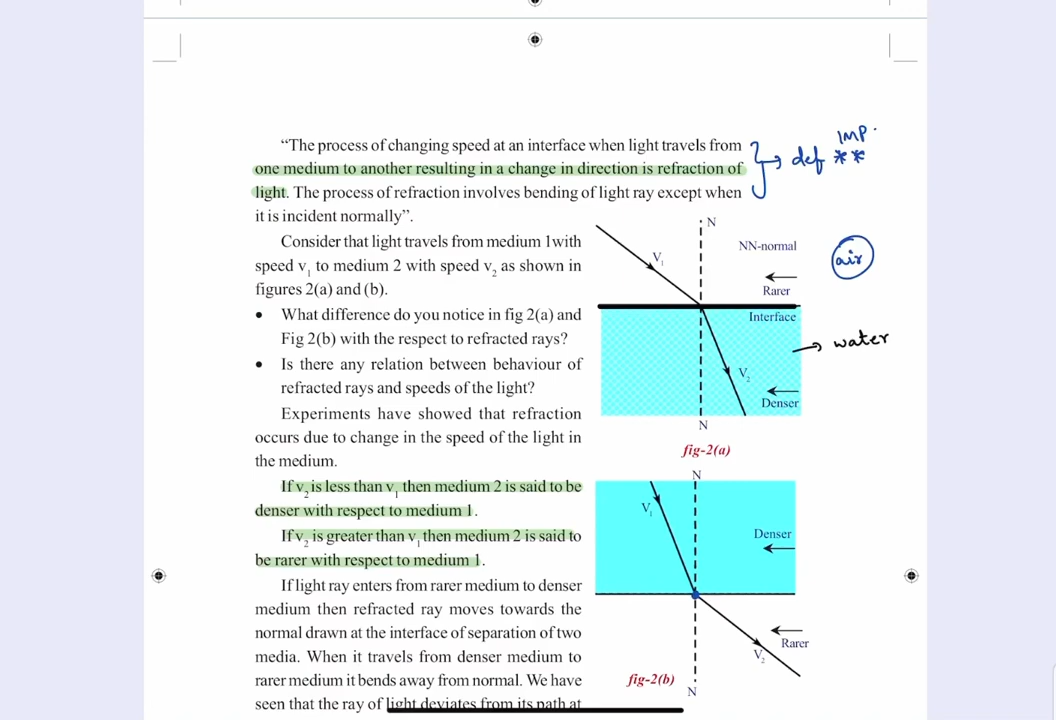 “The process of changing speed at an interface when light travels from
one medium to another resulting in a change in direction is refraction of
light. The process of refraction involves bending of light ray except when
it is incident normally”.
IMP.
def **
Consider that light travels from medium 1with
speed v1 to medium 2 with speed v2 as shown in
figures 2(a) and (b).
• What difference do you notice in fig 2(a) and
Fig 2(b) with the respect to refracted rays?
• Is there any relation between behaviour of
refracted rays and speeds of the light?
Experiments have showed that refraction
occurs due to change in the speed of the light in
the medium.
If v2 is less than v1 then medium 2 is said to be
denser with respect to medium 1.
If v2 is greater than v1 then medium 2 is said to
be rarer with respect to medium 1.
If light ray enters from rarer medium to denser
medium then refracted ray moves towards the
normal drawn at the interface of separation of two
media. When it travels from denser medium to
rarer medium it bends away from normal. We have
seen that the ray of light deviates from its path at
N
NN-normal
air
V1
Rarer
Interface
water
V2
Denser
N
fig-2(a)
N
V1
Denser
Rarer
V2
fig-2(b)
N